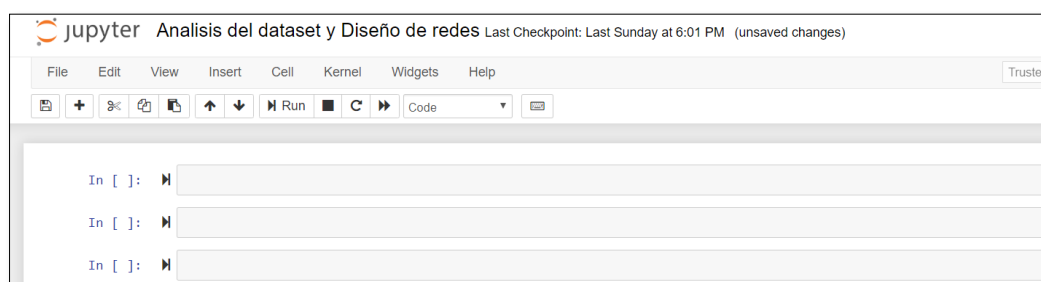 jupyter Analisis del dataset y Diseño de redes Last Checkpoint: Last Sunday at 6:01 PM (unsaved changes)
File Edit View Insert Cell Kernel Widgets Help Truste
Run Code
In [ ]:
In [ ]:
In [ ]: